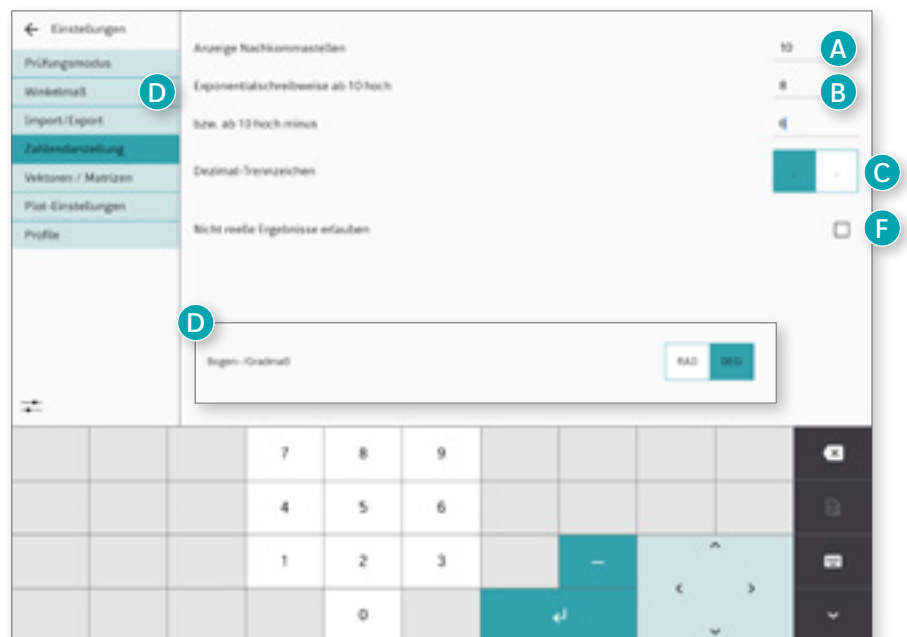 ← Einstellungen
Prüfungsmodus
Winkelmaß D
Import/Export
Zahlendarstellung
Vektoren / Matrizen
Plot-Einstellungen
Profile
Anzeige Nachkommastellen 10 A
Exponentialschreibweise ab 10 hoch 8 B
bzw. ab 10 hoch minus 6
Dezimal-Trennzeichen C
Nicht reelle Ergebnisse erlauben F
D
Bogen-/Gradmaß RAD DEG
7 8 9
4 5 6
1 2 3 −
0